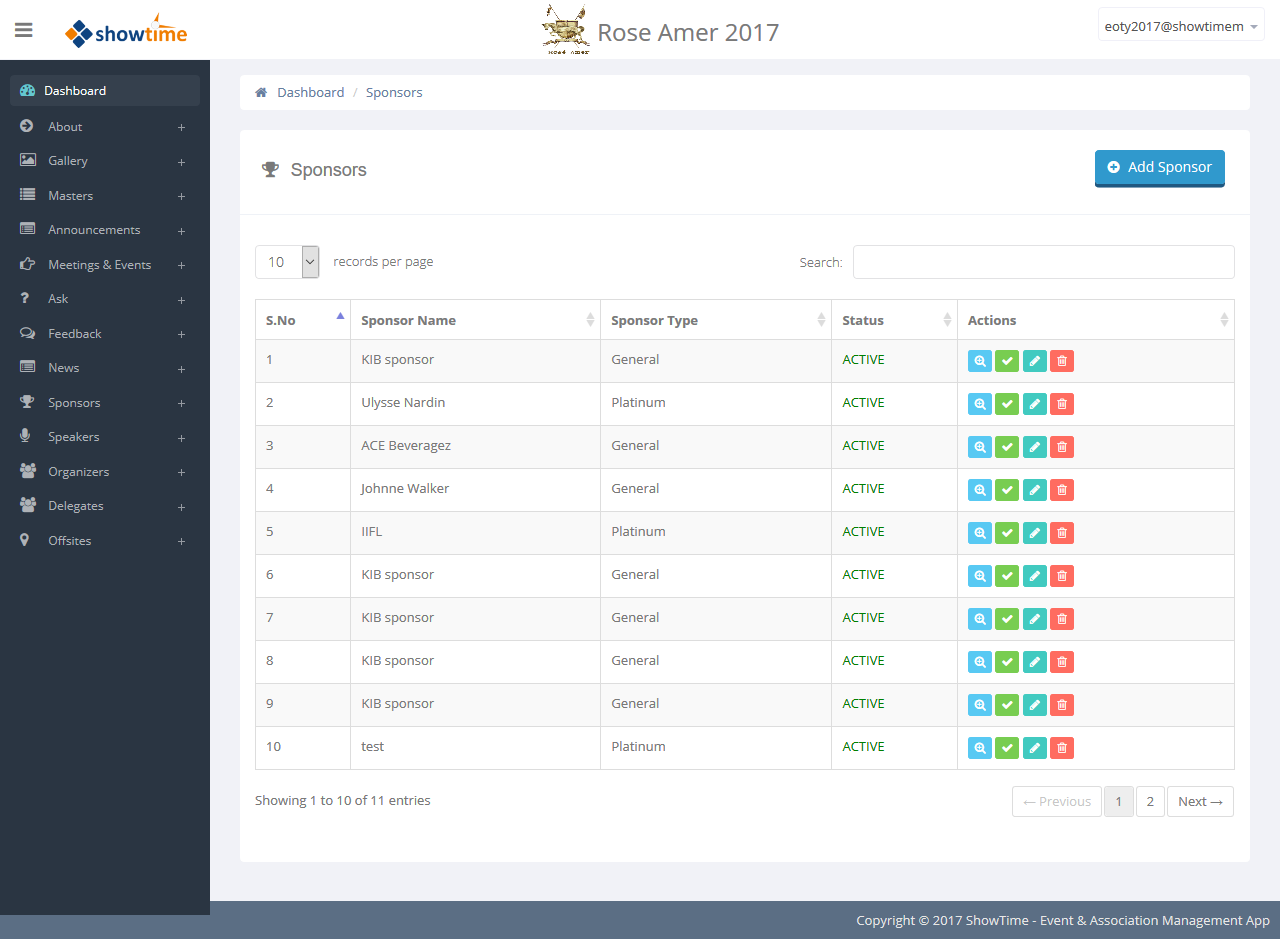 showtime
Rose Amer 2017
eoty2017@showtimem
Dashboard
About +
Gallery +
Masters +
Announcements +
Meetings & Events +
Ask +
Feedback +
News +
Sponsors +
Speakers +
Organizers +
Delegates +
Offsites +
Dashboard / Sponsors
Sponsors
Add Sponsor
10 records per page
Search:
S.No Sponsor Name Sponsor Type Status Actions
1 KIB sponsor General ACTIVE
2 Ulysse Nardin Platinum ACTIVE
3 ACE Beveragez General ACTIVE
4 Johnne Walker General ACTIVE
5 IIFL Platinum ACTIVE
6 KIB sponsor General ACTIVE
7 KIB sponsor General ACTIVE
8 KIB sponsor General ACTIVE
9 KIB sponsor General ACTIVE
10 test Platinum ACTIVE
Showing 1 to 10 of 11 entries
← Previous 1 2 Next →
Copyright © 2017 ShowTime - Event & Association Management App